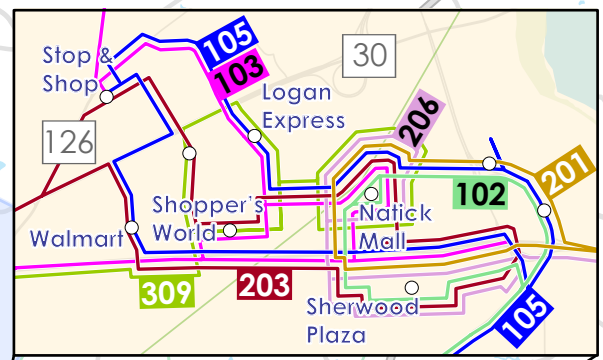 105
103
30
Stop &
Shop
Logan
Express
206
126
201
102
Shopper's
World
Natick
Mall
Walmart
309
203
Sherwood
Plaza
105